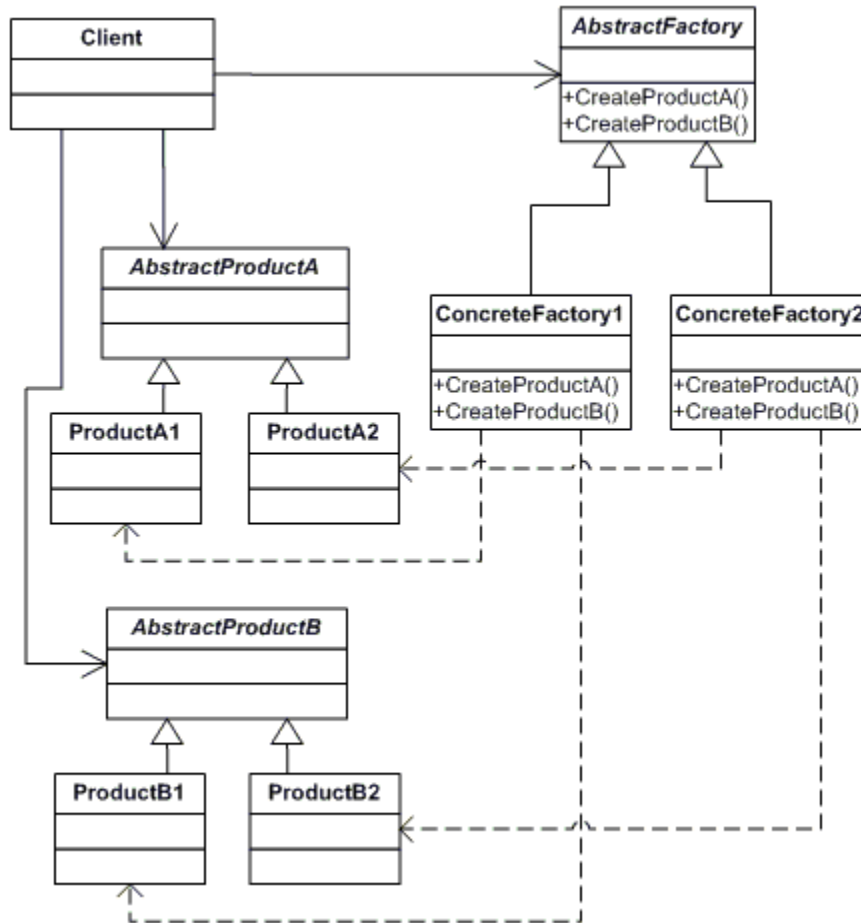 Client
AbstractFactory
+CreateProductA()
+CreateProductB()
AbstractProductA
ConcreteFactory1
+CreateProductA()
+CreateProductB()
ConcreteFactory2
+CreateProductA()
+CreateProductB()
ProductA1
ProductA2
AbstractProductB
ProductB1
ProductB2